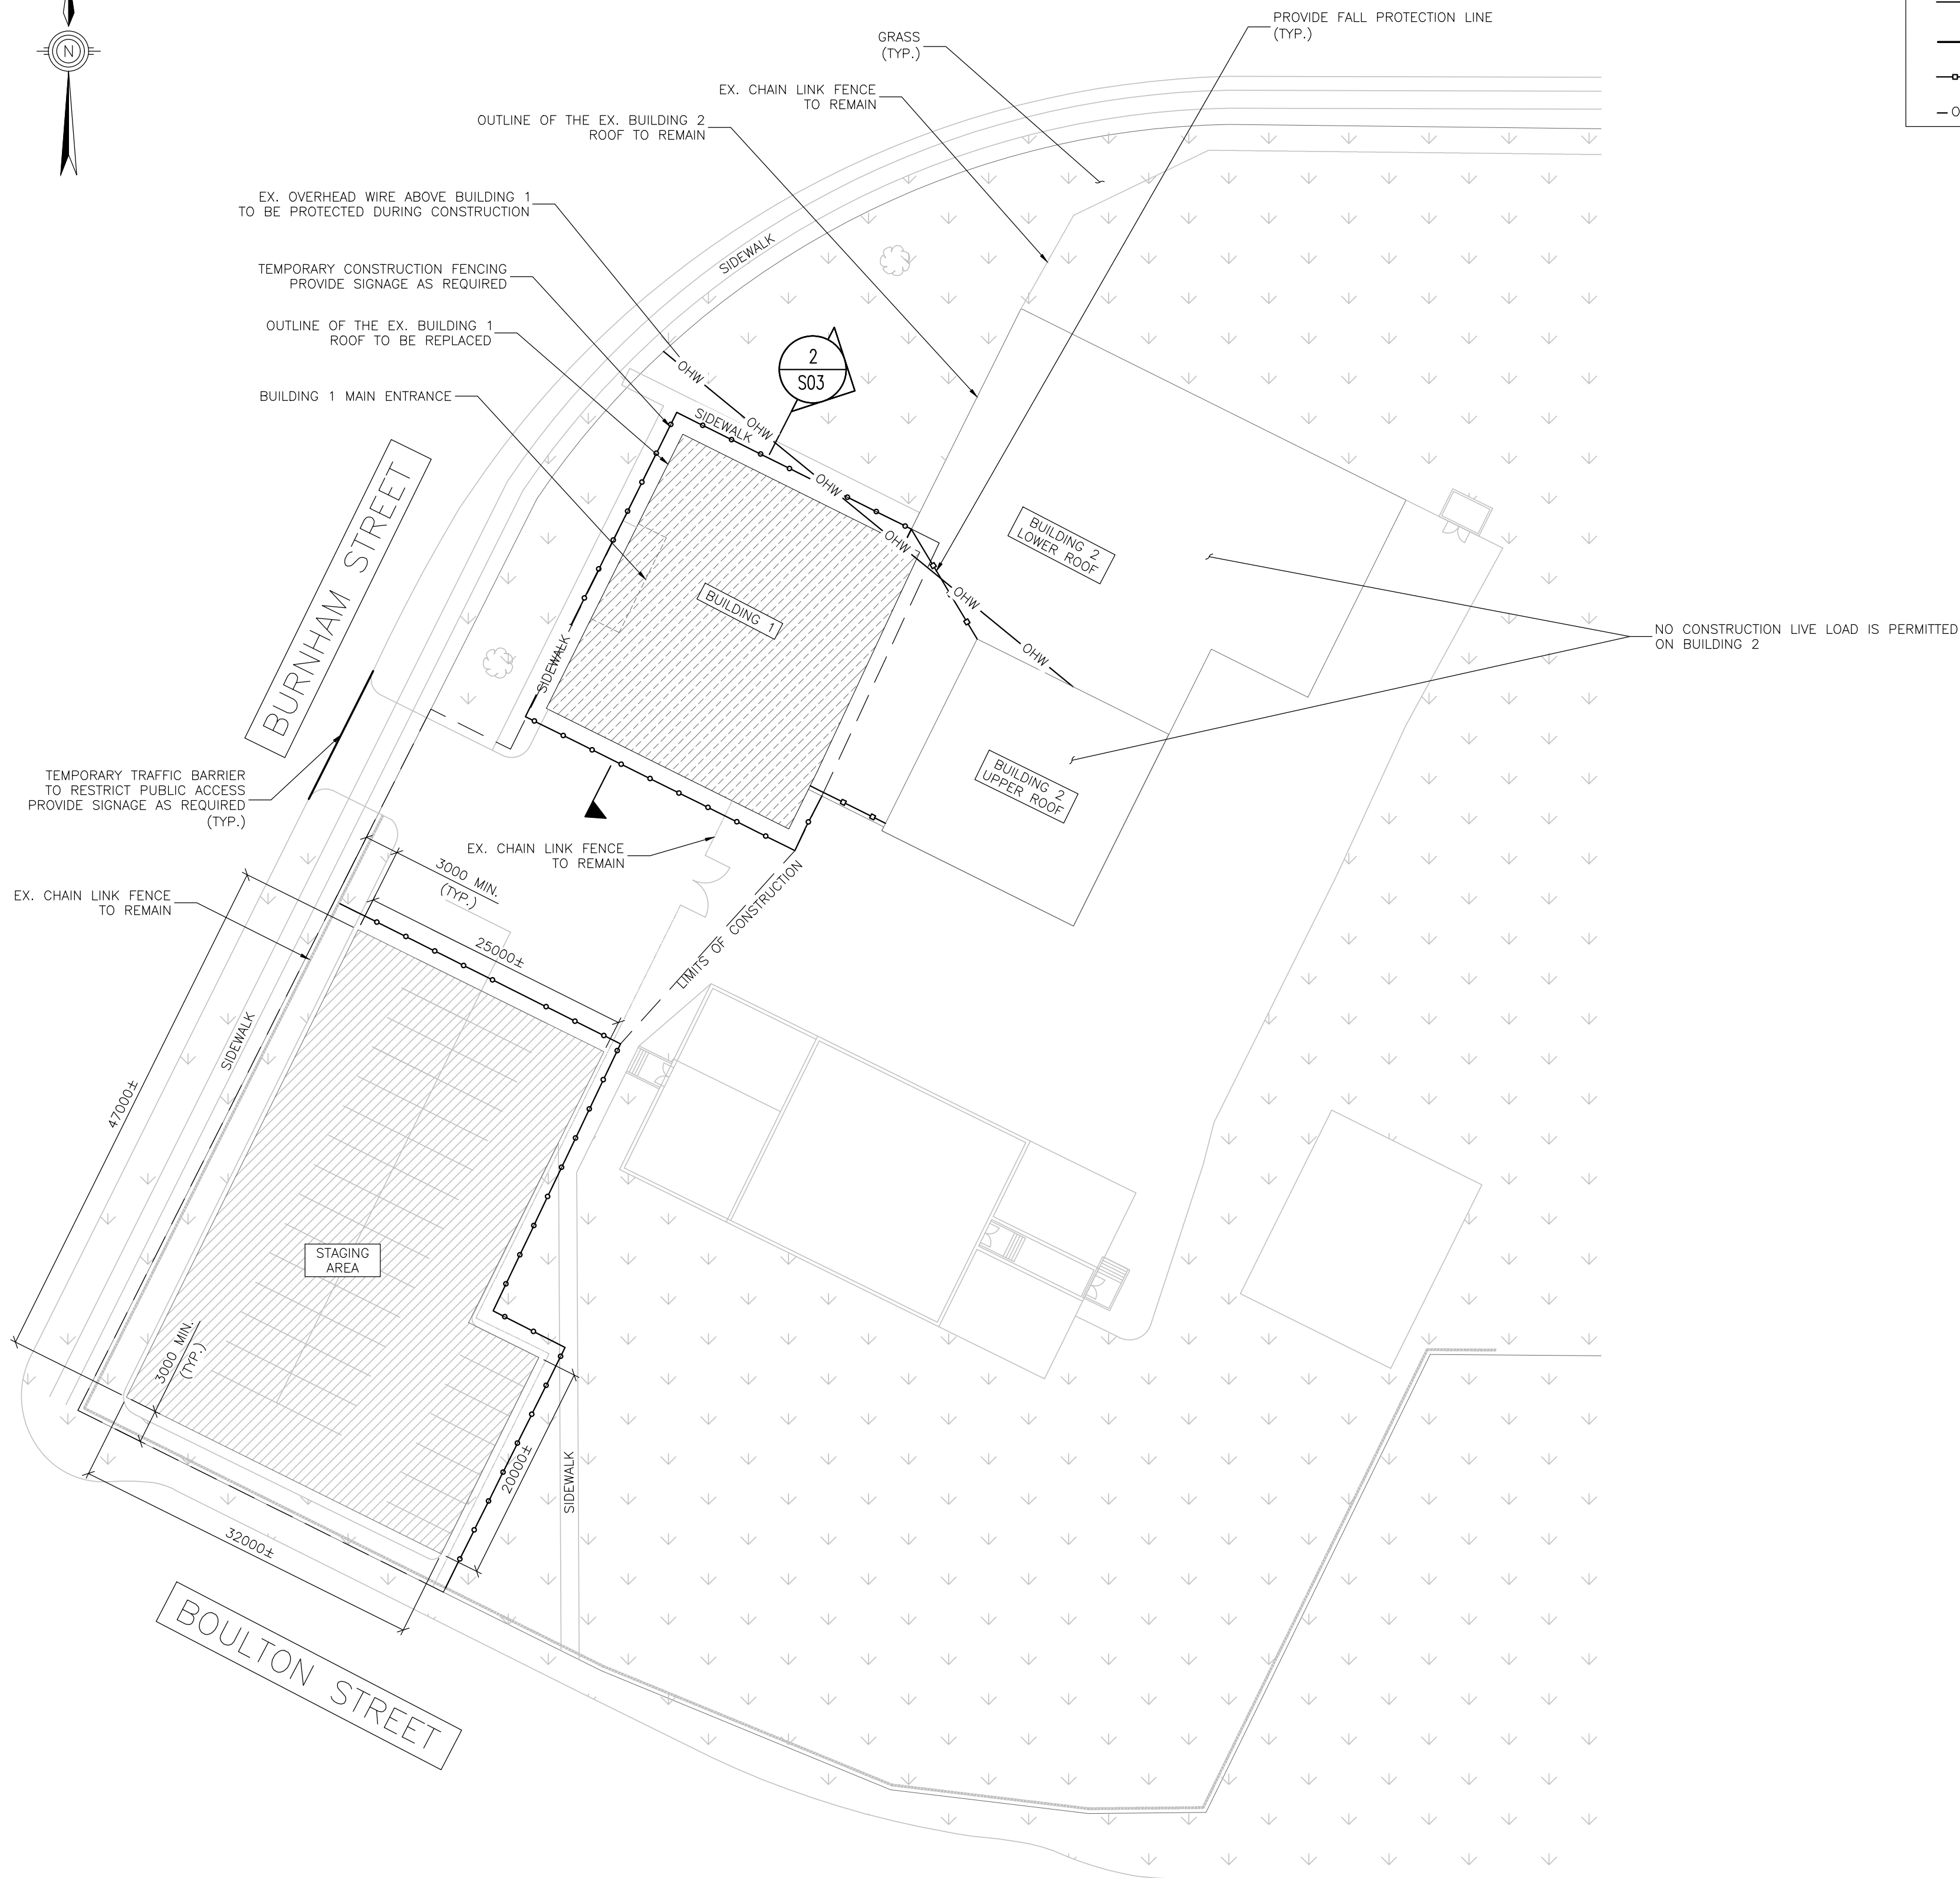 N
PROVIDE FALL PROTECTION LINE
(TYP.)
GRASS
(TYP.)
EX. CHAIN LINK FENCE
TO REMAIN
OUTLINE OF THE EX. BUILDING 2
ROOF TO REMAIN
EX. OVERHEAD WIRE ABOVE BUILDING 1
TO BE PROTECTED DURING CONSTRUCTION
SIDEWALK
TEMPORARY CONSTRUCTION FENCING
PROVIDE SIGNAGE AS REQUIRED
OUTLINE OF THE EX. BUILDING 1
ROOF TO BE REPLACED
BUILDING 1 MAIN ENTRANCE
2
S03
OHW
OHW
OHW
OHW
OHW
OHW
SIDEWALK
BUILDING 2
LOWER ROOF
BUILDING 1
SIDEWALK
BURNHAM STREET
NO CONSTRUCTION LIVE LOAD IS PERMITTED
ON BUILDING 2
BUILDING 2
UPPER ROOF
TEMPORARY TRAFFIC BARRIER
TO RESTRICT PUBLIC ACCESS
PROVIDE SIGNAGE AS REQUIRED
(TYP.)
EX. CHAIN LINK FENCE
TO REMAIN
3000 MIN.
(TYP.)
EX. CHAIN LINK FENCE
TO REMAIN
25000±
LIMITS OF CONSTRUCTION
SIDEWALK
47000±
STAGING
AREA
3000 MIN.
(TYP.)
20000±
SIDEWALK
32000±
BOULTON STREET